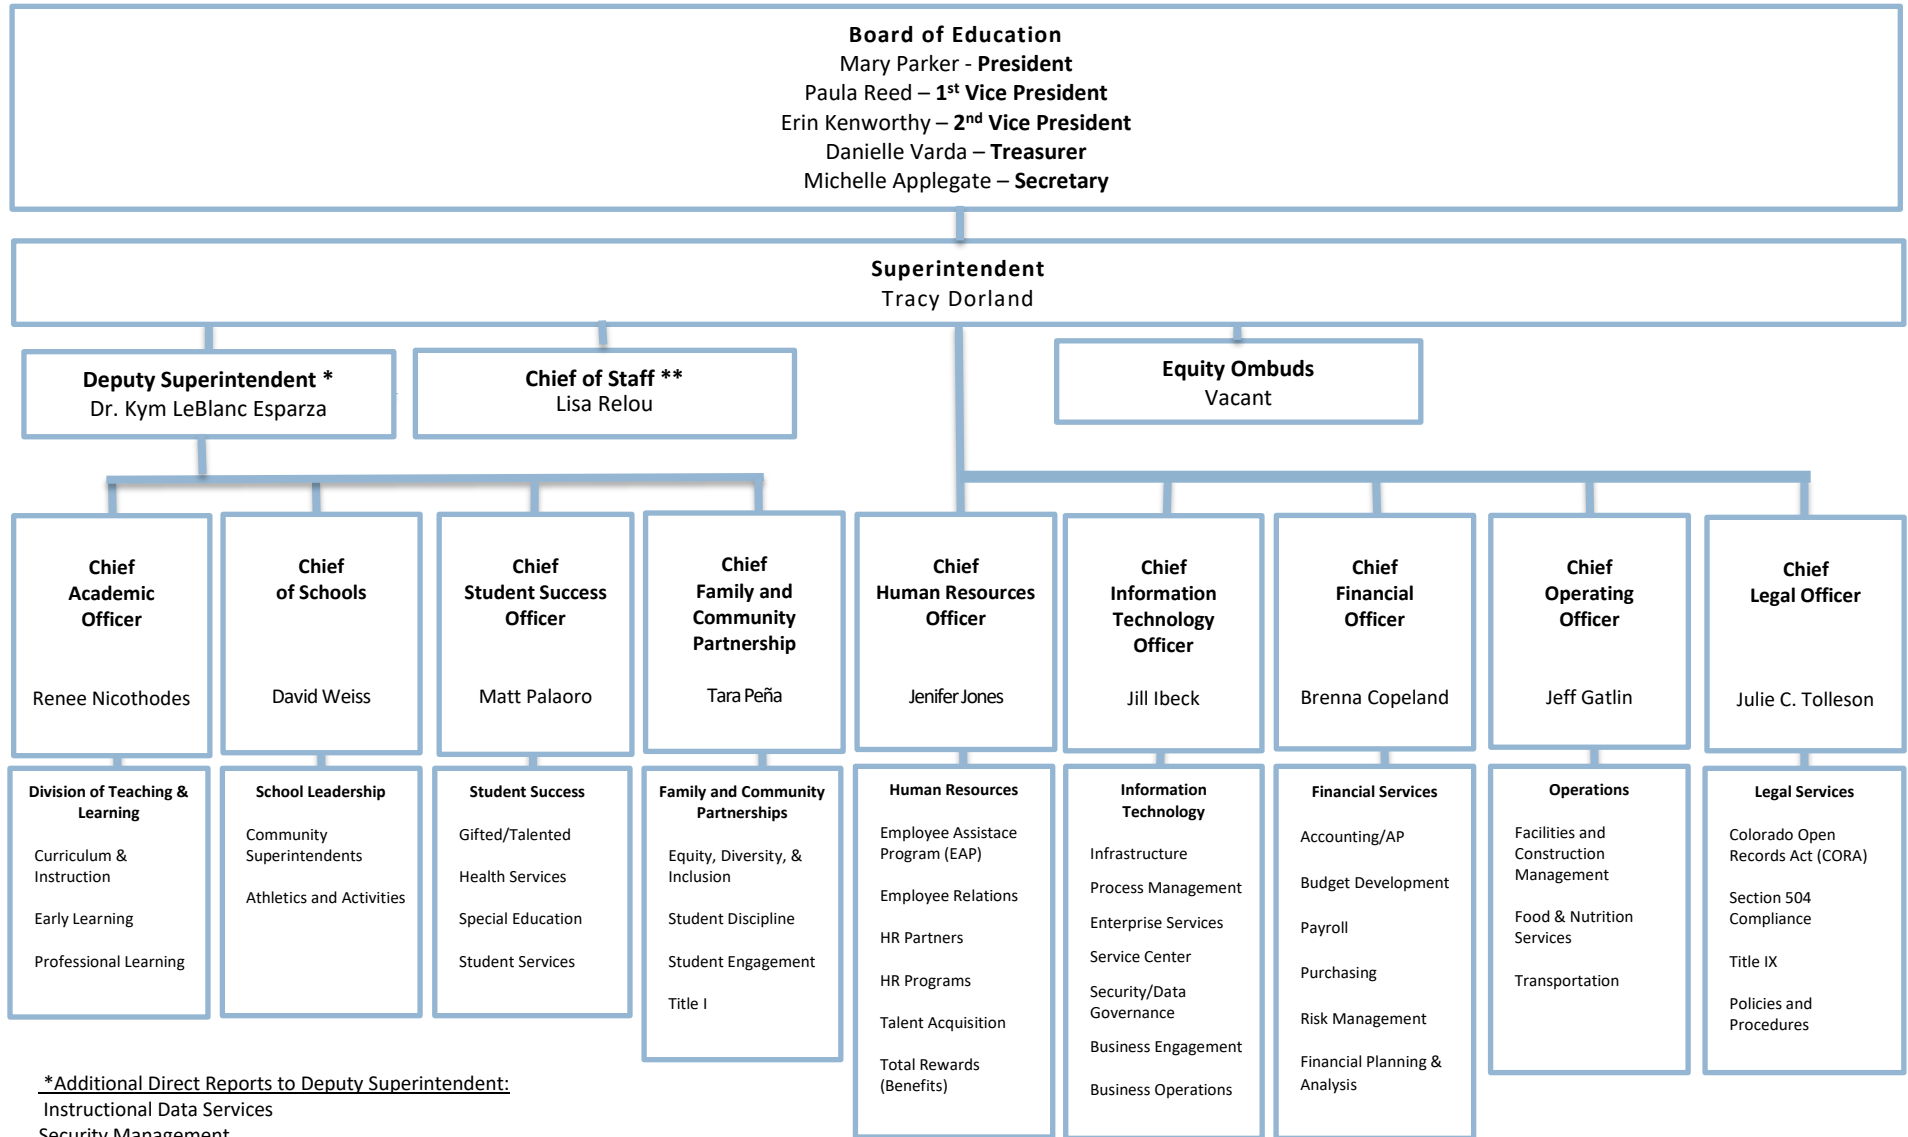 Board of Education
Mary Parker - President
Paula Reed – 1st Vice President
Erin Kenworthy – 2nd Vice President
Danielle Varda – Treasurer
Michelle Applegate – Secretary
Superintendent
Tracy Dorland
Deputy Superintendent *
Dr. Kym LeBlanc Esparza
Chief of Staff **
Lisa Relou
Equity Ombuds
Vacant
Chief
Academic
Officer
Renee Nicothodes
Chief
of Schools
David Weiss
Chief
Student Success
Officer
Matt Palaoro
Chief
Family and
Community
Partnership
Tara Peña
Chief
Human Resources
Officer
Jenifer Jones
Chief
Information
Technology
Officer
Jill Ibeck
Chief
Financial
Officer
Brenna Copeland
Chief
Operating
Officer
Jeff Gatlin
Chief
Legal Officer
Julie C. Tolleson
Division of Teaching &
Learning
Curriculum &
Instruction
Early Learning
Professional Learning
School Leadership
Community
Superintendents
Athletics and Activities
Student Success
Gifted/Talented
Health Services
Special Education
Student Services
Family and Community
Partnerships
Equity, Diversity, &
Inclusion
Student Discipline
Student Engagement
Title I
Human Resources
Employee Assistace
Program (EAP)
Employee Relations
HR Partners
HR Programs
Talent Acquisition
Total Rewards
(Benefits)
Information
Technology
Infrastructure
Process Management
Enterprise Services
Service Center
Security/Data
Governance
Business Engagement
Business Operations
Financial Services
Accounting/AP
Budget Development
Payroll
Purchasing
Risk Management
Financial Planning &
Analysis
Operations
Facilities and
Construction
Management
Food & Nutrition
Services
Transportation
Legal Services
Colorado Open
Records Act (CORA)
Section 504
Compliance
Title IX
Policies and
Procedures
*Additional Direct Reports to Deputy Superintendent:
Instructional Data Services
Security Management